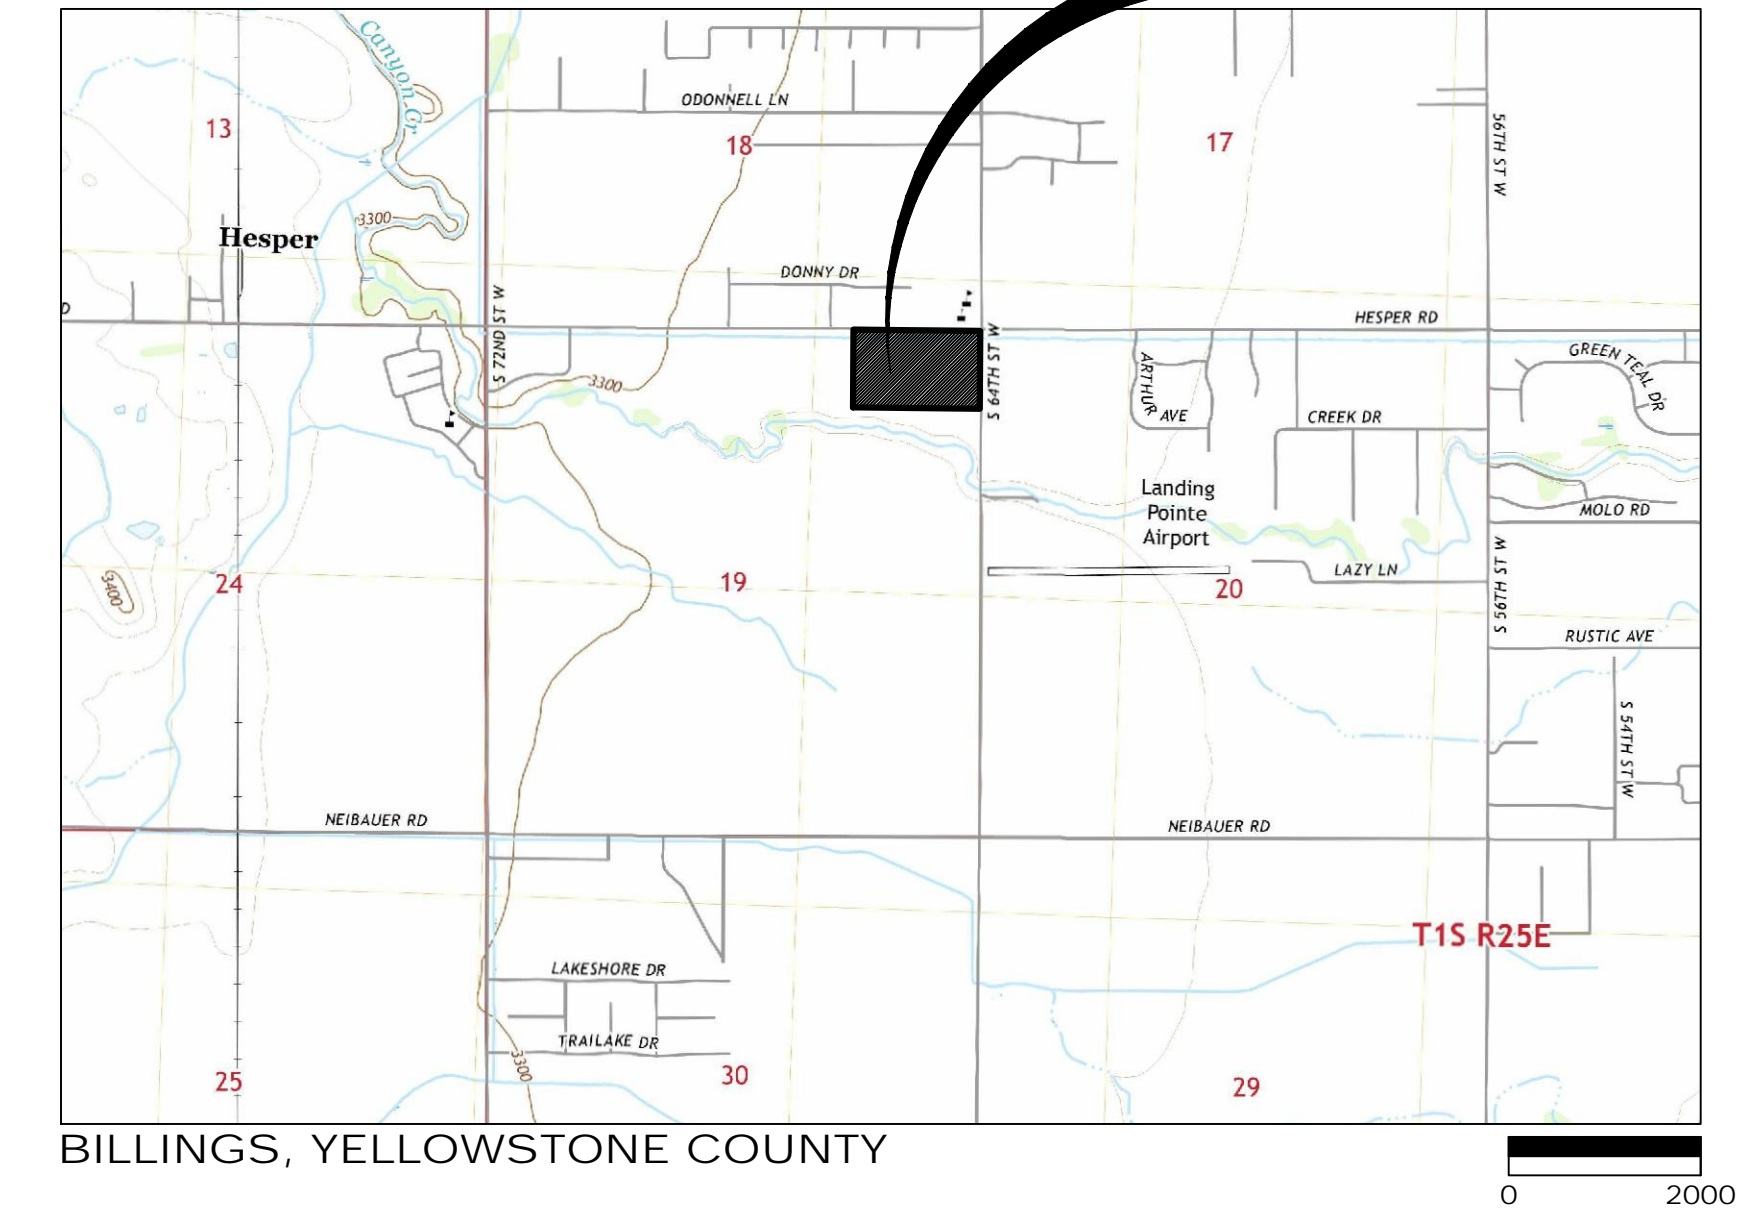 Canyon Cr
ODONNELL LN
13
18
17
56TH ST W
3300
Hesper
DONNY DR
S 72ND ST W
HESPER RD
D
S 64TH ST W
ARTHUR AVE
GREEN TEAL DR
3300
CREEK DR
Landing
Pointe
Airport
MOLO RD
LAZY LN
S 56TH ST W
3400
24
19
20
RUSTIC AVE
S 54TH ST W
NEIBAUER RD
NEIBAUER RD
T1S R25E
LAKESHORE DR
TRAILAKE DR
3300
25
30
29
BILLINGS, YELLOWSTONE COUNTY
0 2000